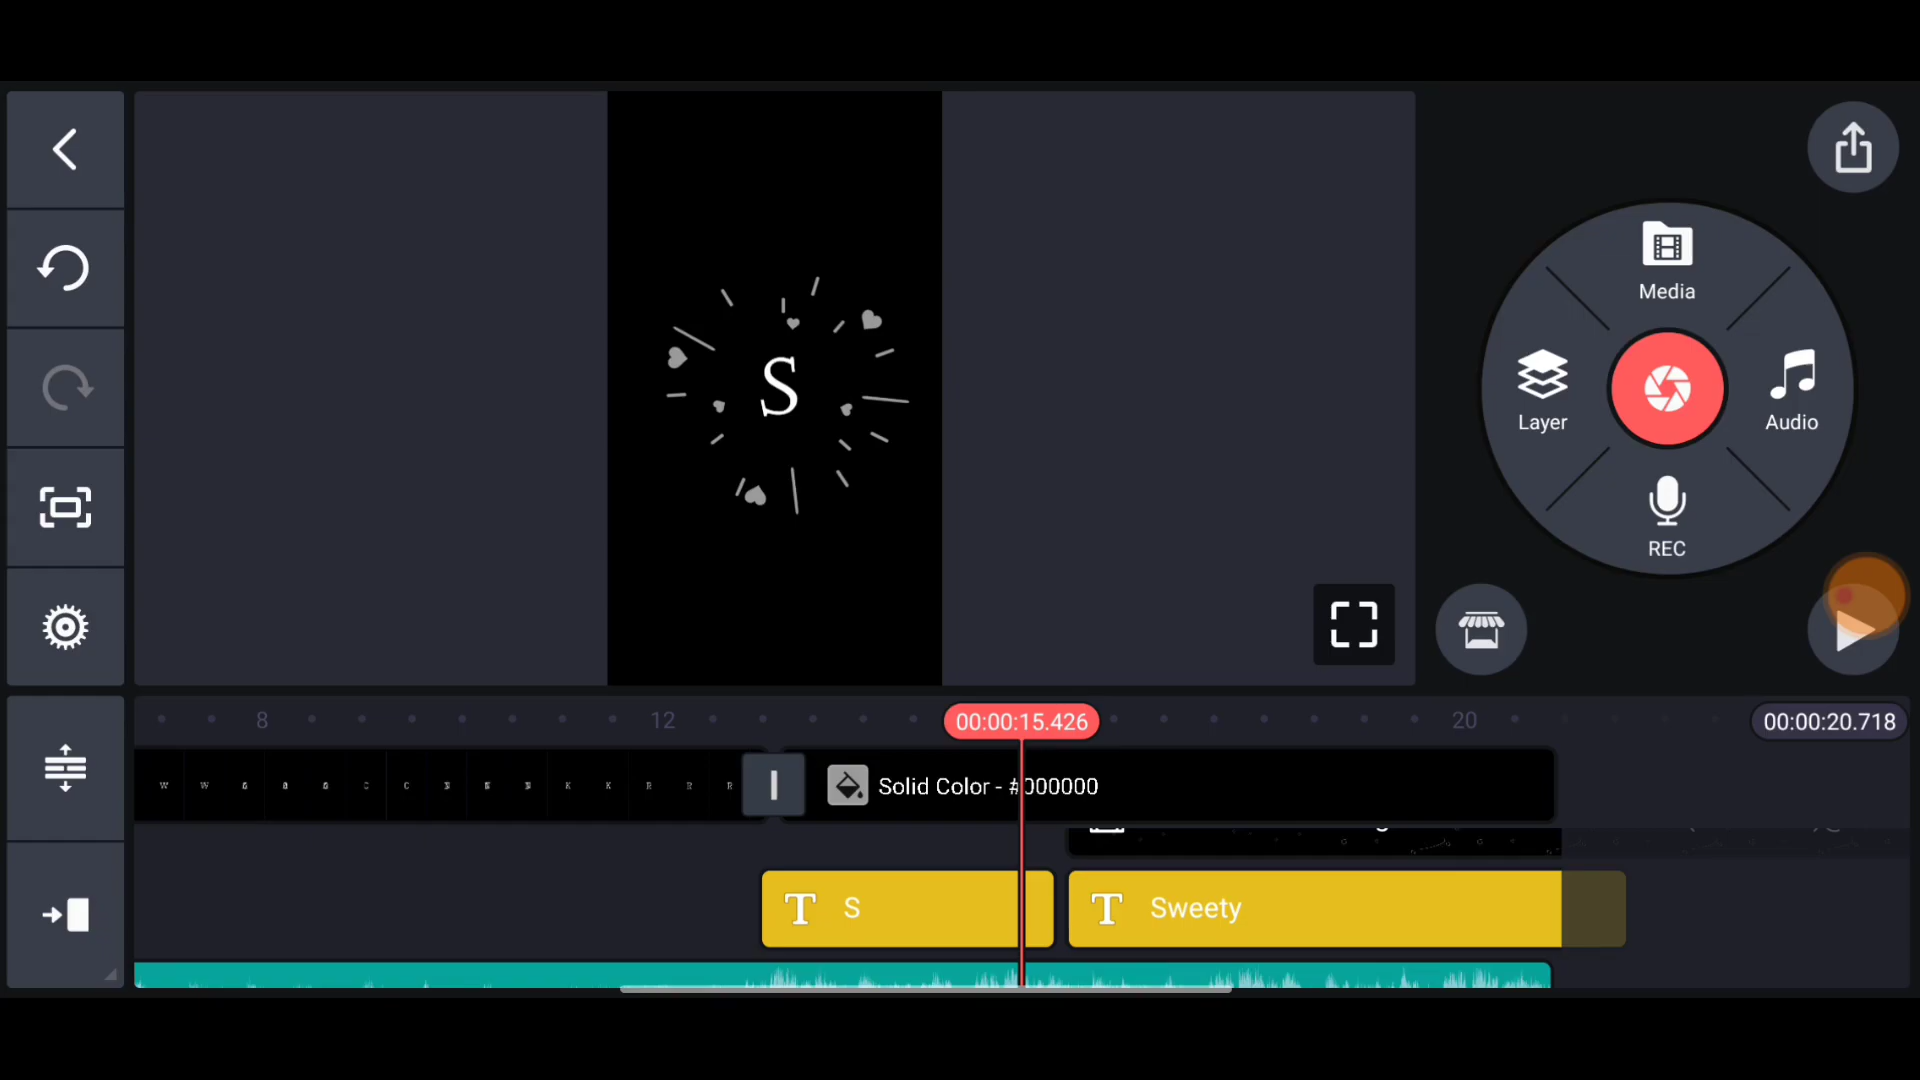 Media
Layer
Audio
REC
S
8
12
00:00:15.426
20
00:00:20.718
W W C C K K R R R
Solid Color - #000000
S
Sweety